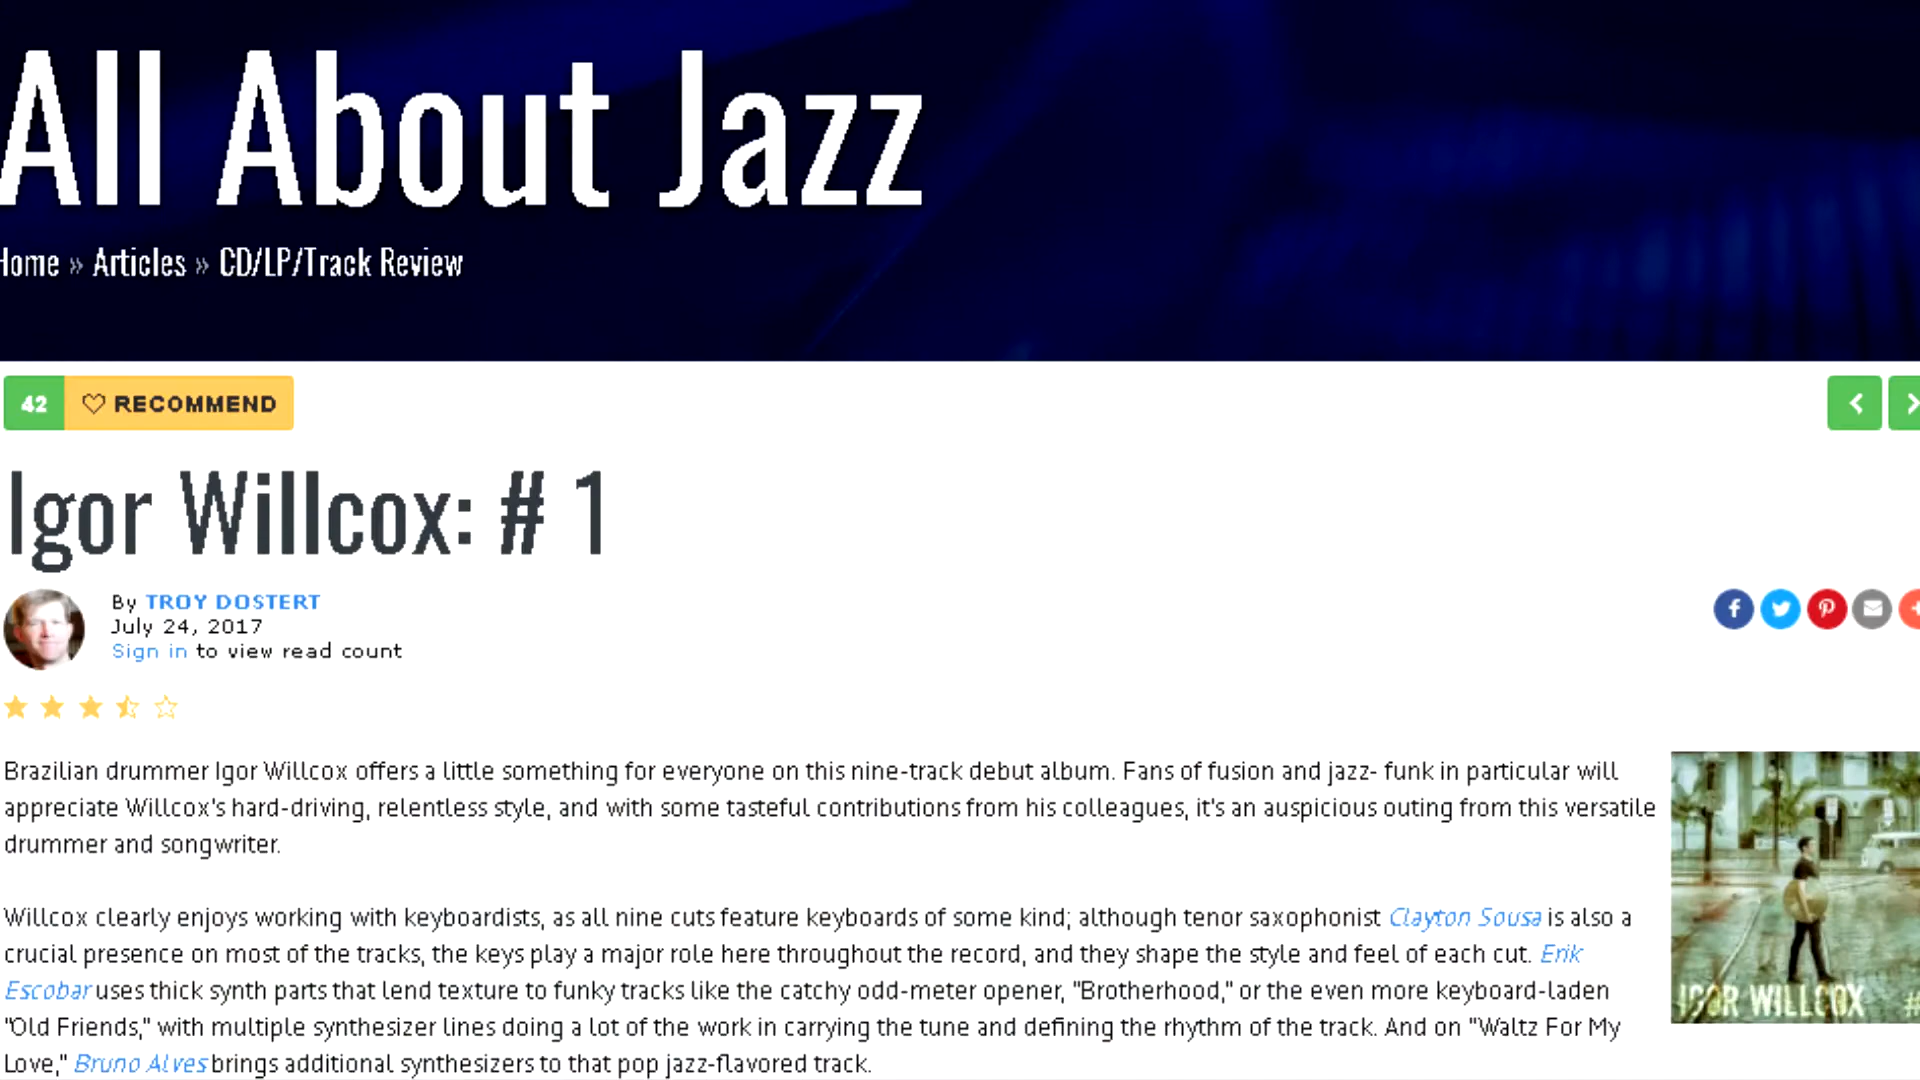 All About Jazz
Home » Articles » CD/LP/Track Review
42 RECOMMEND
Igor Willcox: # 1
By TROY DOSTERT
July 24, 2017
Sign in to view read count
Brazilian drummer Igor Willcox offers a little something for everyone on this nine-track debut album. Fans of fusion and jazz- funk in particular will
appreciate Willcox's hard-driving, relentless style, and with some tasteful contributions from his colleagues, it's an auspicious outing from this versatile
drummer and songwriter.
Willcox clearly enjoys working with keyboardists, as all nine cuts feature keyboards of some kind; although tenor saxophonist Clayton Sousa is also a
crucial presence on most of the tracks, the keys play a major role here throughout the record, and they shape the style and feel of each cut. Erik
Escobar uses thick synth parts that lend texture to funky tracks like the catchy odd-meter opener, "Brotherhood," or the even more keyboard-laden
"Old Friends," with multiple synthesizer lines doing a lot of the work in carrying the tune and defining the rhythm of the track. And on "Waltz For My
Love," Bruno Alves brings additional synthesizers to that pop jazz-flavored track.
IGOR WILLCOX #